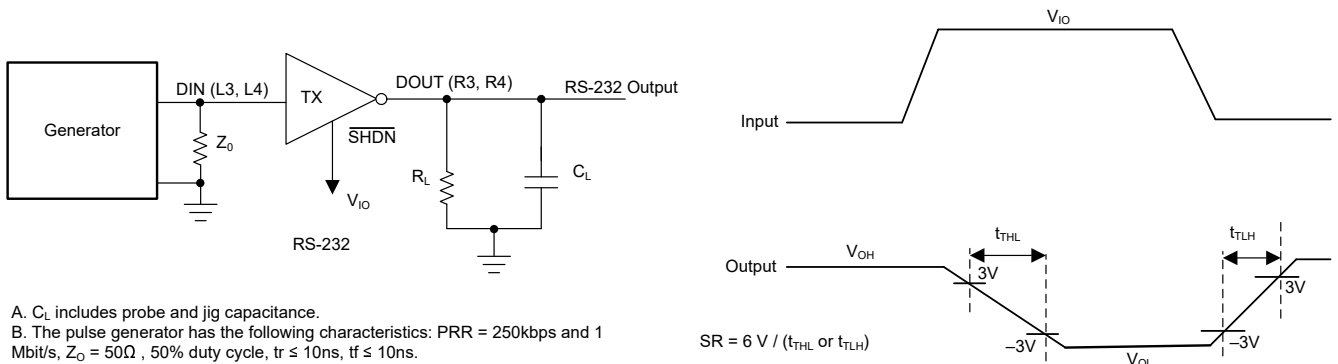 Generator
DIN (L3, L4)
Z0
TX
SHDN
VIO
RS-232
DOUT (R3, R4)
RS-232 Output
RL
CL
A. CL includes probe and jig capacitance.
B. The pulse generator has the following characteristics: PRR = 250kbps and 1
Mbit/s, ZO = 50Ω , 50% duty cycle, tr ≤ 10ns, tf ≤ 10ns.
VIO
Input
Output
VOH
tTHL
tTLH
3V
3V
–3V
–3V
VOL
SR = 6 V / (tTHL or tTLH)